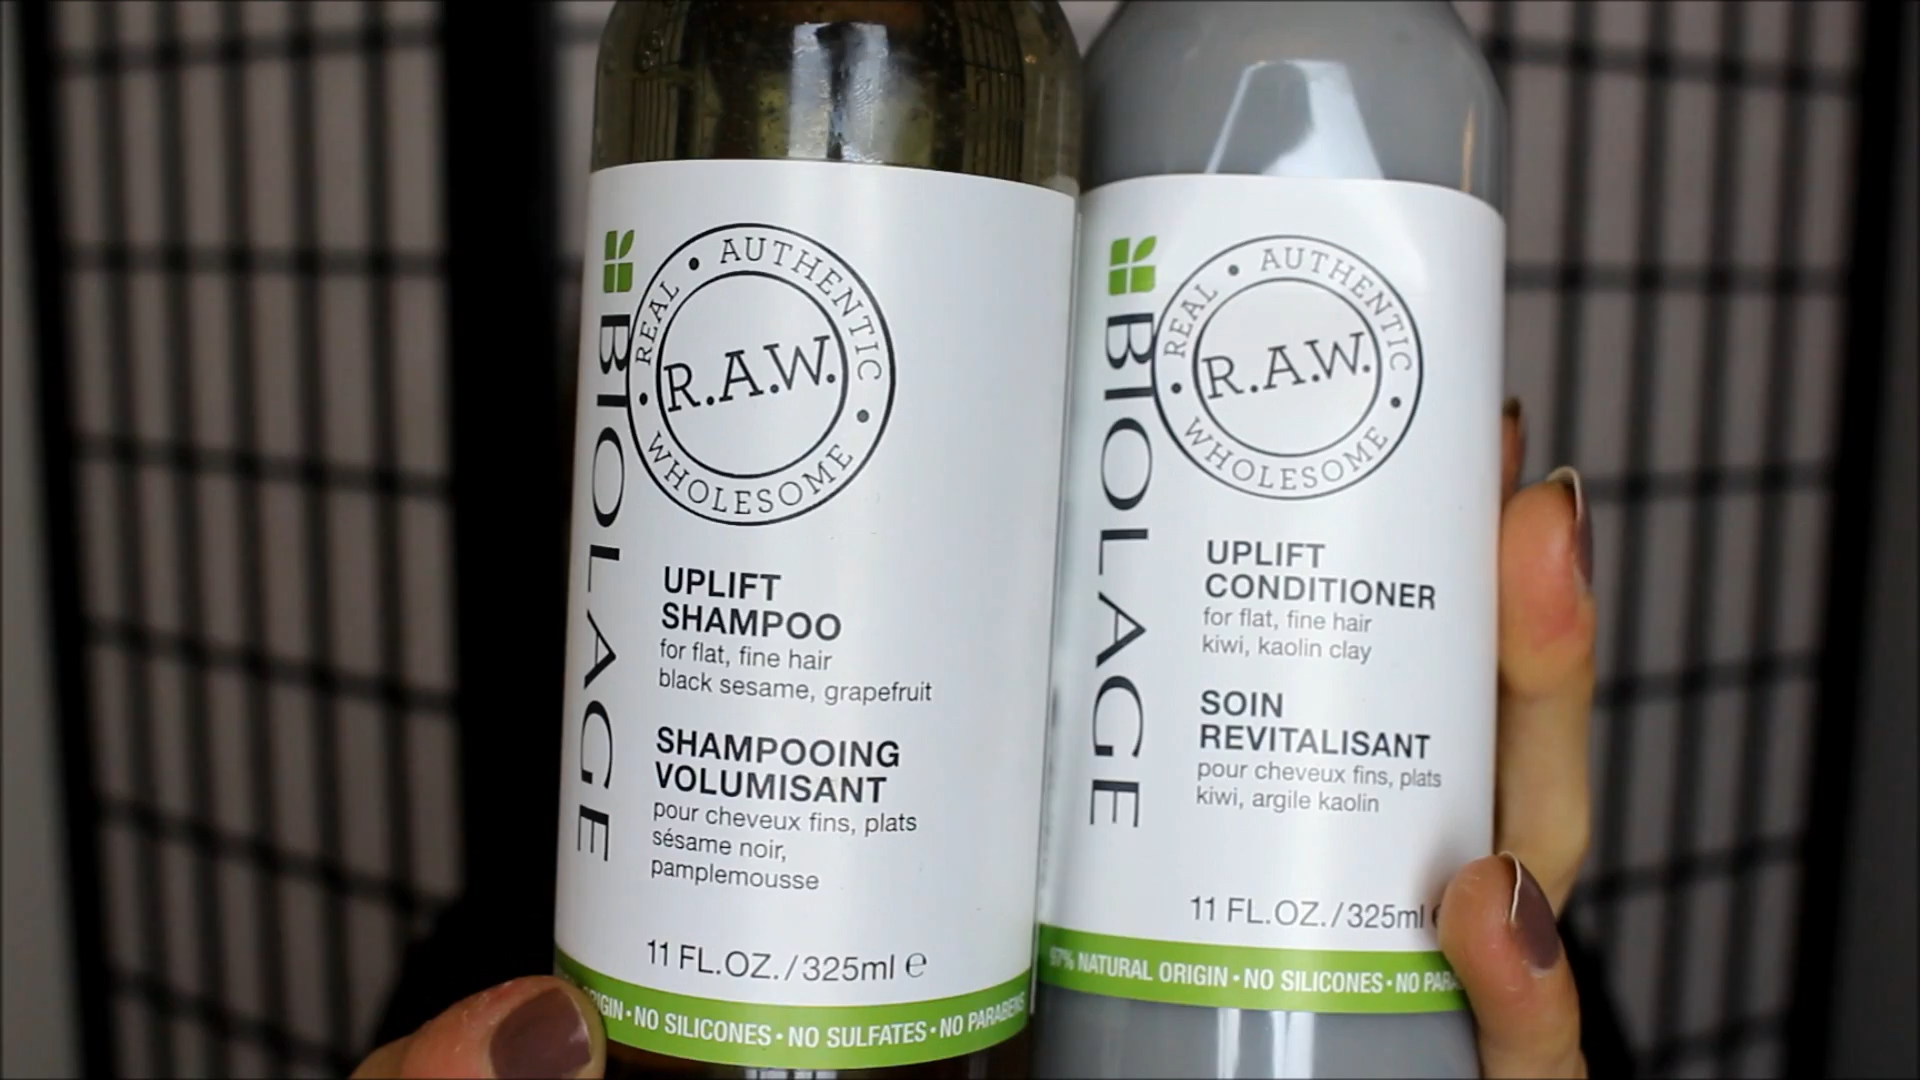 BIOLAGE
REAL • AUTHENTIC • WHOLESOME •
R.A.W.
UPLIFT
SHAMPOO
for flat, fine hair
black sesame, grapefruit
SHAMPOOING
VOLUMISANT
pour cheveux fins, plats
sésame noir,
pamplemousse
11 FL.OZ./325ml ℮
•NO SILICONES•NO SULFATES•NO PARABENS
BIOLAGE
REAL • AUTHENTIC • WHOLESOME •
R.A.W.
UPLIFT
CONDITIONER
for flat, fine hair
kiwi, kaolin clay
SOIN
REVITALISANT
pour cheveux fins, plats
kiwi, argile kaolin
11 FL.OZ./325ml
97% NATURAL ORIGIN•NO SILICONES•NO